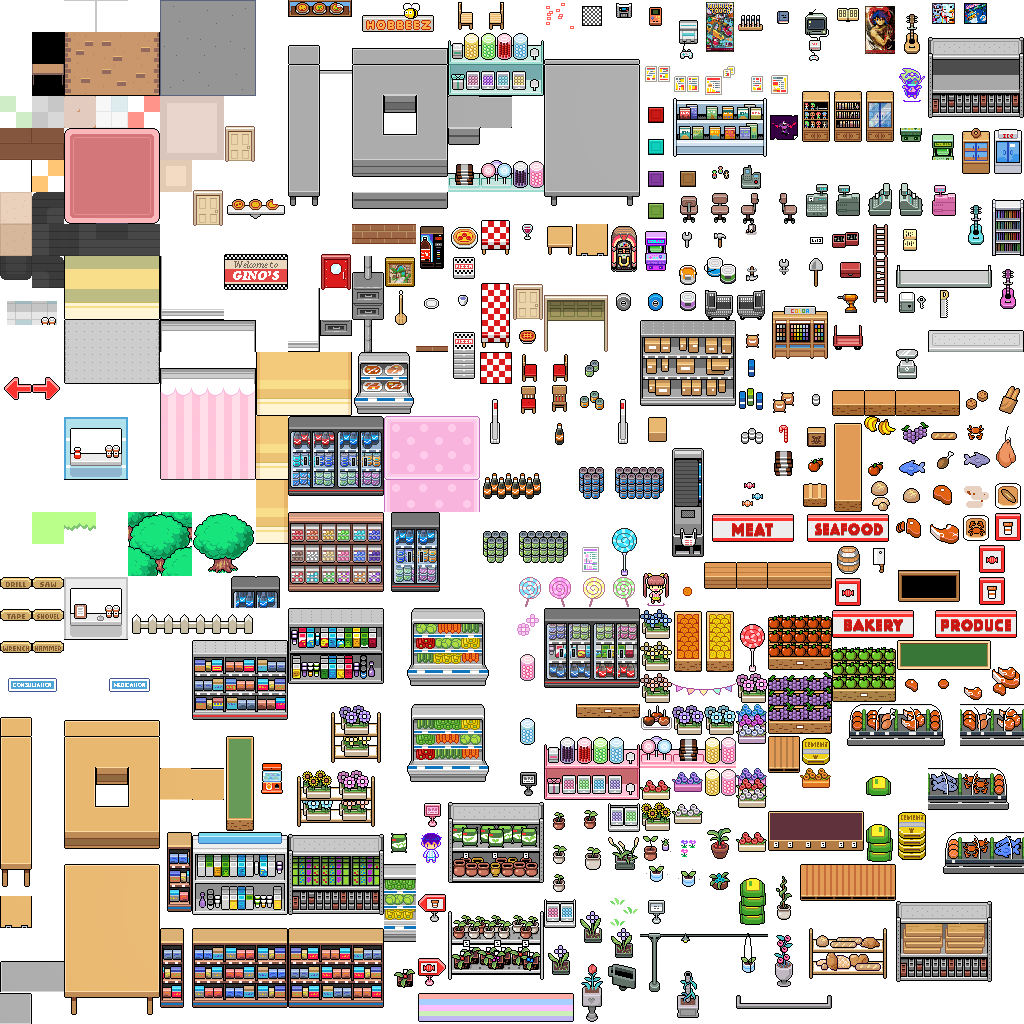 HOBBEEZ
Welcome to
GINO'S
MEAT
SEAFOOD
DRILL
SAW
TAPE
SHOVEL
WRENCH
HAMMER
BAKERY
PRODUCE
CONSULTATION
MEDICATION